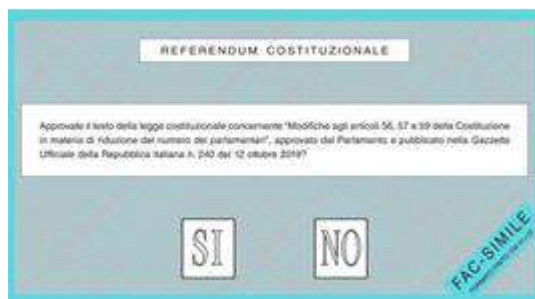 REFERENDUM COSTITUZIONALE
Approvate il testo della legge costituzionale concernente "Modifiche agli articoli 56, 57 e 59 della Costituzione
in materia di riduzione del numero dei parlamentari", approvato dal Parlamento e pubblicato nella Gazzetta
Ufficiale della Repubblica italiana n. 240 del 12 ottobre 2019?
SI NO
FAC-SIMILE